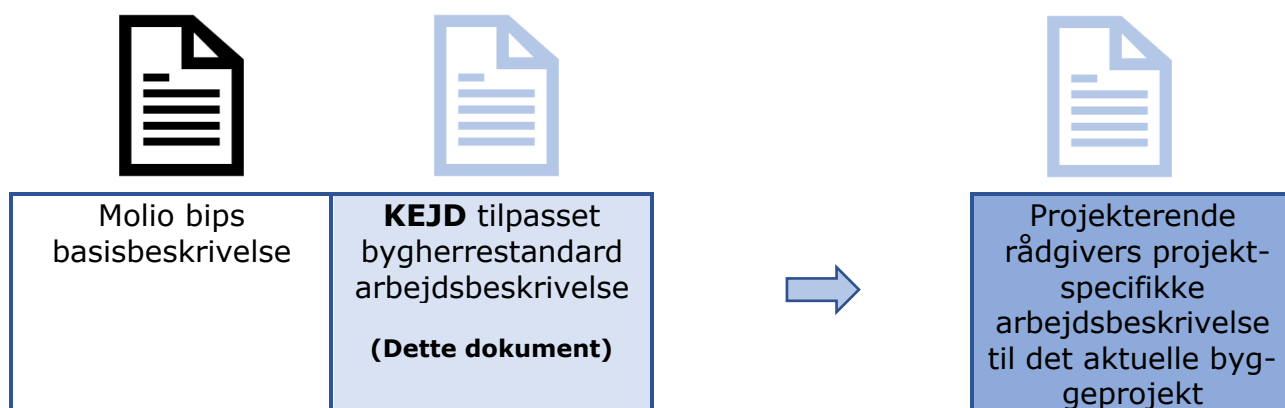 Molio bips
basisbeskrivelse
KEJD tilpasset
bygherrestandard
arbejdsbeskrivelse
(Dette dokument)
Projekterende
rådgivers projekt-
specifikke
arbejdsbeskrivelse
til det aktuelle byg-
geprojekt